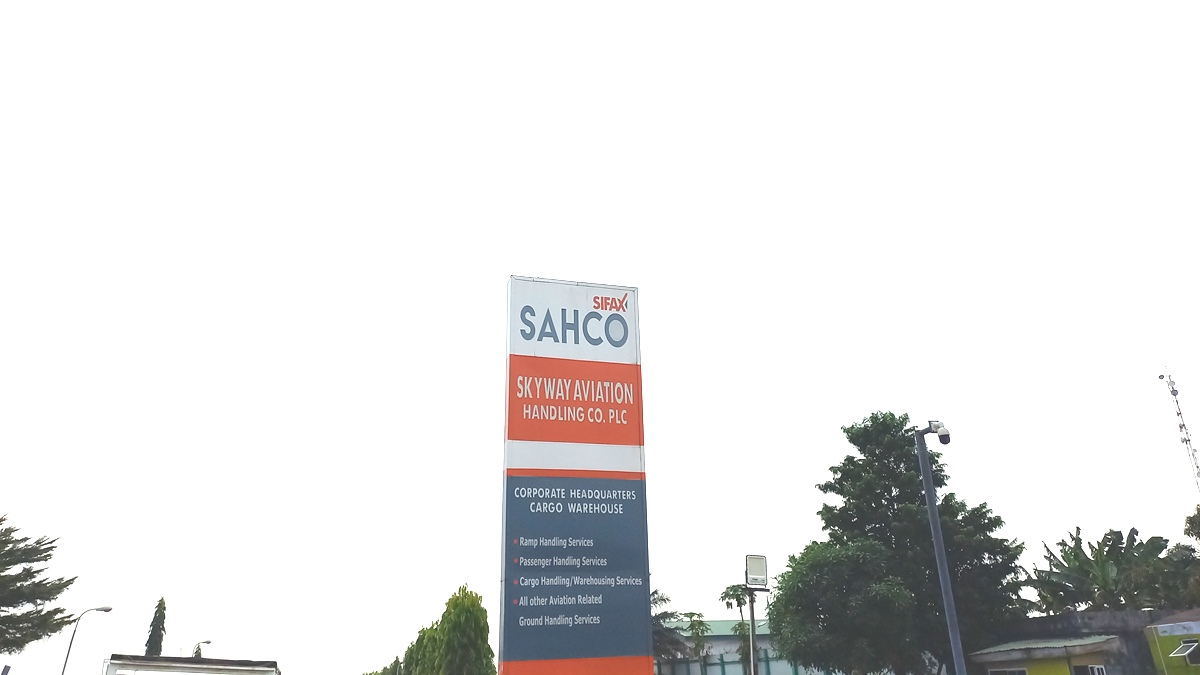 SIFAX
SAHCO
SKYWAY AVIATION
HANDLING CO. PLC
CORPORATE HEADQUARTERS
CARGO WAREHOUSE
Ramp Handling Services
Passenger Handling Services
Cargo Handling/Warehousing Services
All other Aviation Related
Ground Handling Services